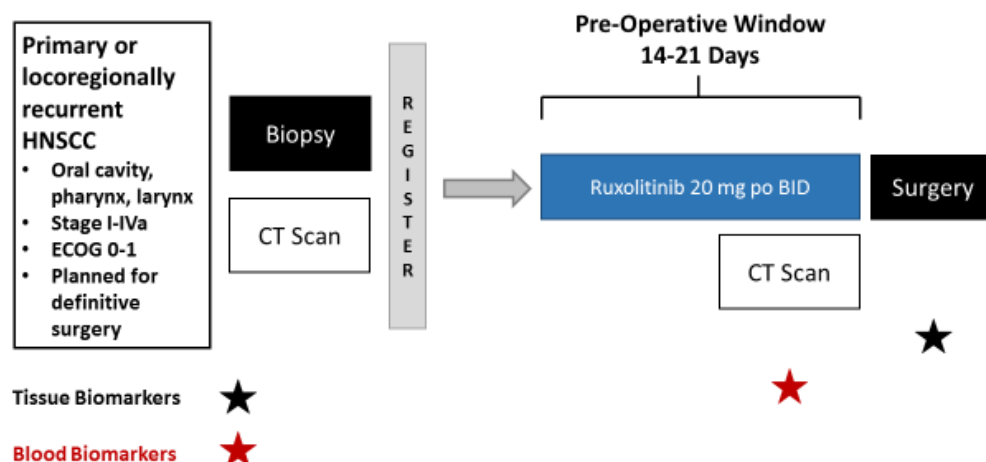 Primary or
locoregionally
recurrent
HNSCC
• Oral cavity,
pharynx, larynx
• Stage I-IVa
• ECOG 0-1
• Planned for
definitive
surgery
Biopsy
CT Scan
R
E
G
I
S
T
E
R
Pre-Operative Window
14-21 Days
Ruxolitinib 20 mg po BID
Surgery
CT Scan
Tissue Biomarkers
Blood Biomarkers